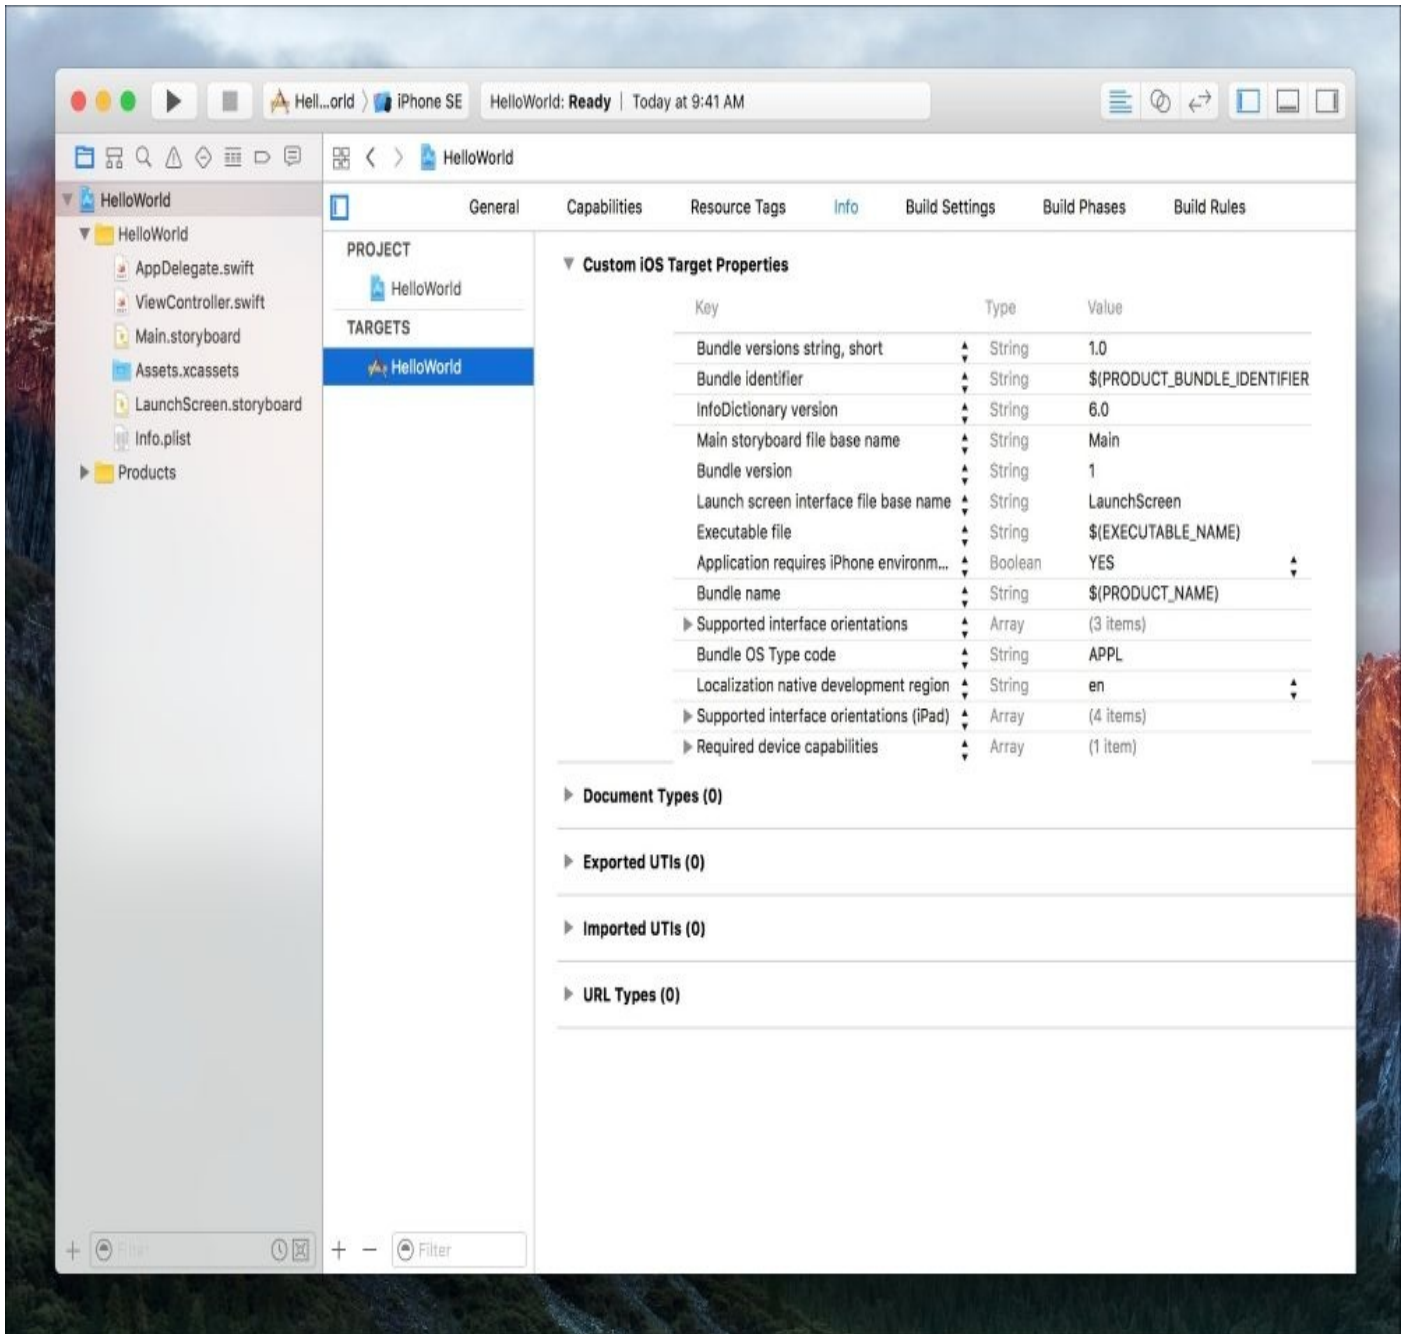 Hell...orld iPhone SE HelloWorld: Ready | Today at 9:41 AM
HelloWorld
HelloWorld
HelloWorld
AppDelegate.swift
ViewController.swift
Main.storyboard
Assets.xcassets
LaunchScreen.storyboard
Info.plist
Products
Filter
General Capabilities Resource Tags Info Build Settings Build Phases Build Rules
PROJECT
HelloWorld
TARGETS
HelloWorld
Filter
Custom iOS Target Properties
Key Type Value
Bundle versions string, short String 1.0
Bundle identifier String $(PRODUCT_BUNDLE_IDENTIFIER
InfoDictionary version String 6.0
Main storyboard file base name String Main
Bundle version String 1
Launch screen interface file base name String LaunchScreen
Executable file String $(EXECUTABLE_NAME)
Application requires iPhone environm... Boolean YES
Bundle name String $(PRODUCT_NAME)
Supported interface orientations Array (3 items)
Bundle OS Type code String APPL
Localization native development region String en
Supported interface orientations (iPad) Array (4 items)
Required device capabilities Array (1 item)
Document Types (0)
Exported UTIs (0)
Imported UTIs (0)
URL Types (0)